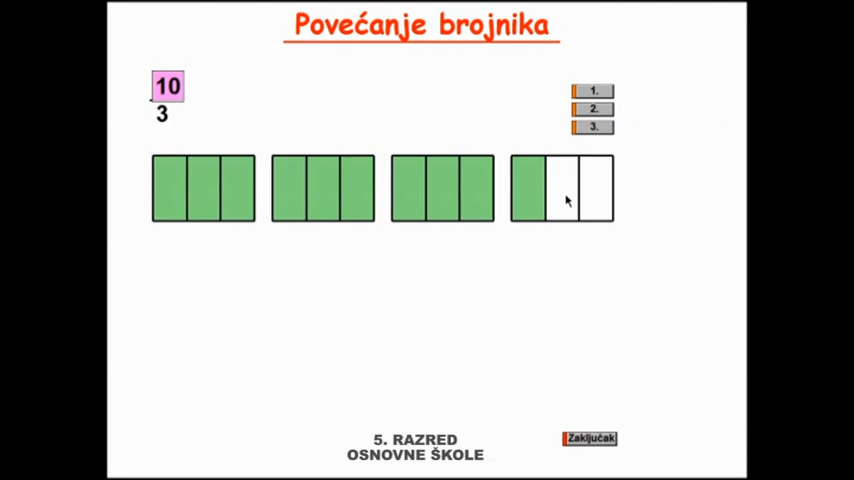 Povećanje brojnika
10
3
1.
2.
3.
5. RAZRED
OSNOVNE ŠKOLE
Zaključak